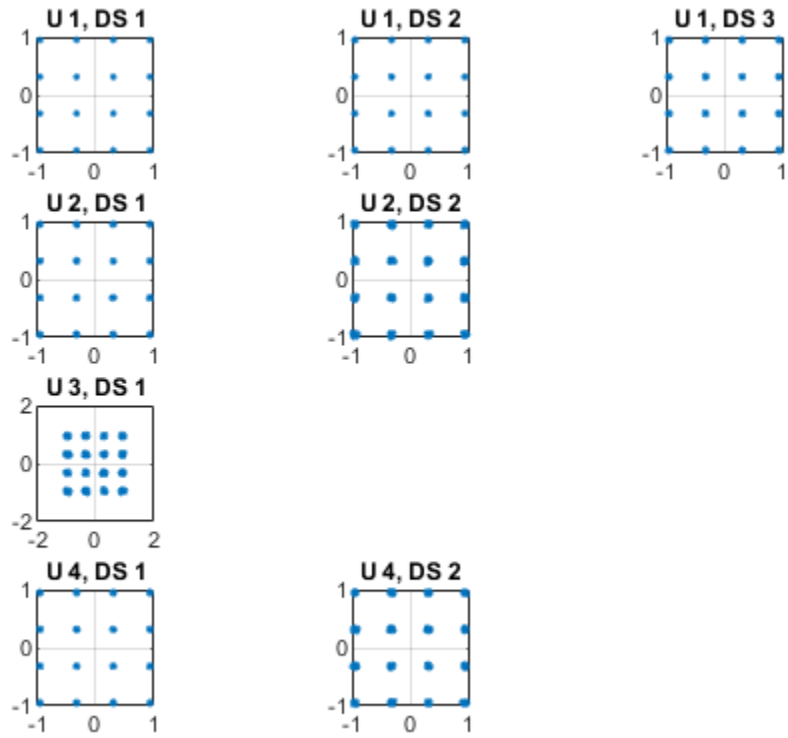 U 1, DS 1
U 1, DS 2
U 1, DS 3
1
0
-1
-1 0 1
1
0
-1
-1 0 1
1
0
-1
-1 0 1
U 2, DS 1
U 2, DS 2
1
0
-1
-1 0 1
1
0
-1
-1 0 1
U 3, DS 1
2
0
-2
-2 0 2
U 4, DS 1
U 4, DS 2
1
0
-1
-1 0 1
1
0
-1
-1 0 1